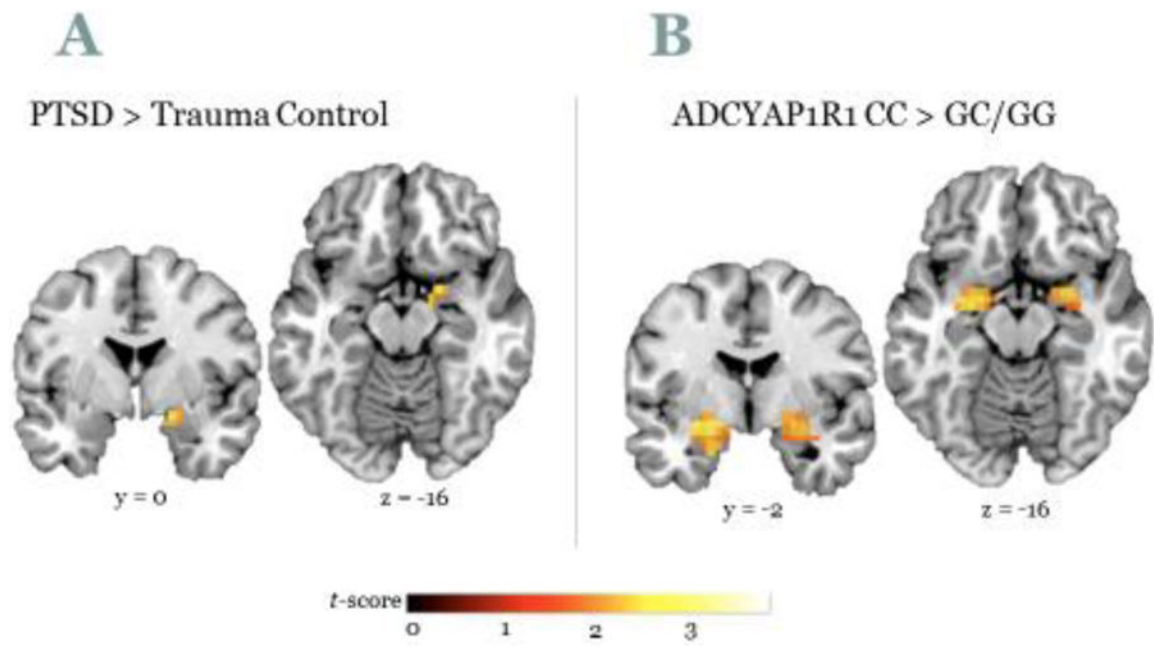 A
B
PTSD > Trauma Control
ADCYAP1R1 CC > GC/GG
y = 0
z = -16
y = -2
z = -16
t-score
0 1 2 3